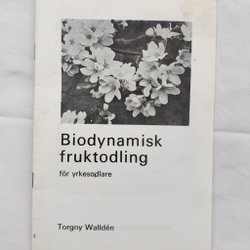 Biodynamisk
fruktodling
för yrkesodlare
Torgny Walldén